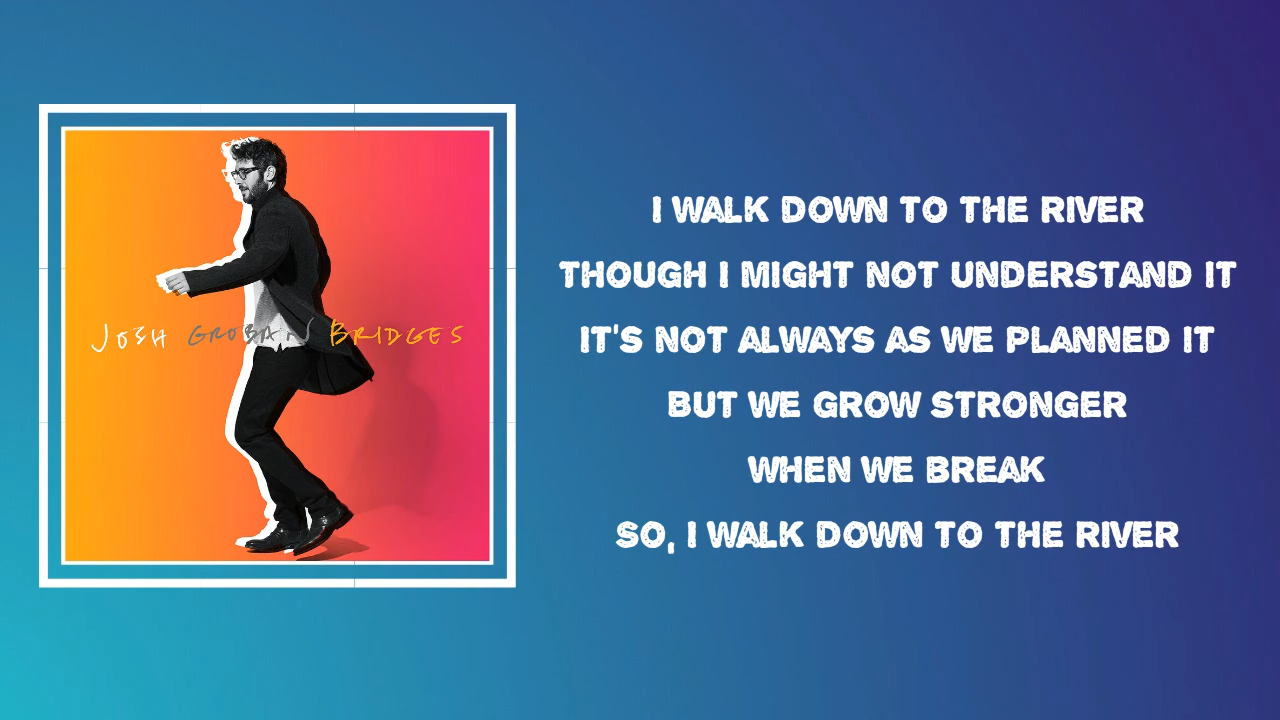 JOSH GROBAN BRIDGES
I WALK DOWN TO THE RIVER
THOUGH I MIGHT NOT UNDERSTAND IT
IT'S NOT ALWAYS AS WE PLANNED IT
BUT WE GROW STRONGER
WHEN WE BREAK
SO, I WALK DOWN TO THE RIVER